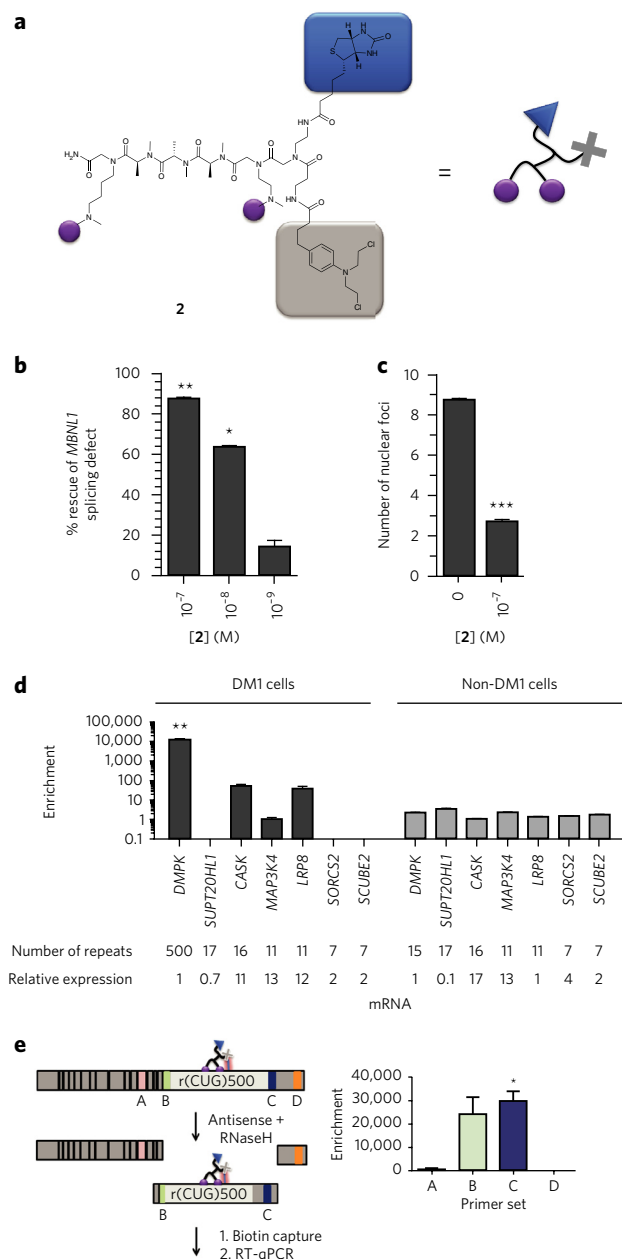 a
H
N
O
S
N
H
NH
H
HN
O
H₂N
O
N
O
N
O
N
O
N
O
N
O
N
O
N
HN
O
N
N
Cl
N
Cl
=
2
b
% rescue of MBNL1
splicing defect
100
80
60
40
20
0
**
*
10⁻⁷
10⁻⁸
10⁻⁹
[2] (M)
c
Number of nuclear foci
10
8
6
4
2
0
***
0
10⁻⁷
[2] (M)
d
DM1 cells
Non-DM1 cells
Enrichment
100,000
10,000
1,000
100
10
1
0.1
**
DMPK
SUPT20HL1
CASK
MAP3K4
LRP8
SORCS2
SCUBE2
DMPK
SUPT20HL1
CASK
MAP3K4
LRP8
SORCS2
SCUBE2
Number of repeats 500 17 16 11 11 7 7 15 17 16 11 11 7 7
Relative expression 1 0.7 11 13 12 2 2 1 0.1 17 13 1 4 2
mRNA
e
r(CUG)500
A B C D
Antisense +
RNaseH
r(CUG)500
B C
1. Biotin capture
2. RT-qPCR
Enrichment
40,000
30,000
20,000
10,000
0
*
A B C D
Primer set